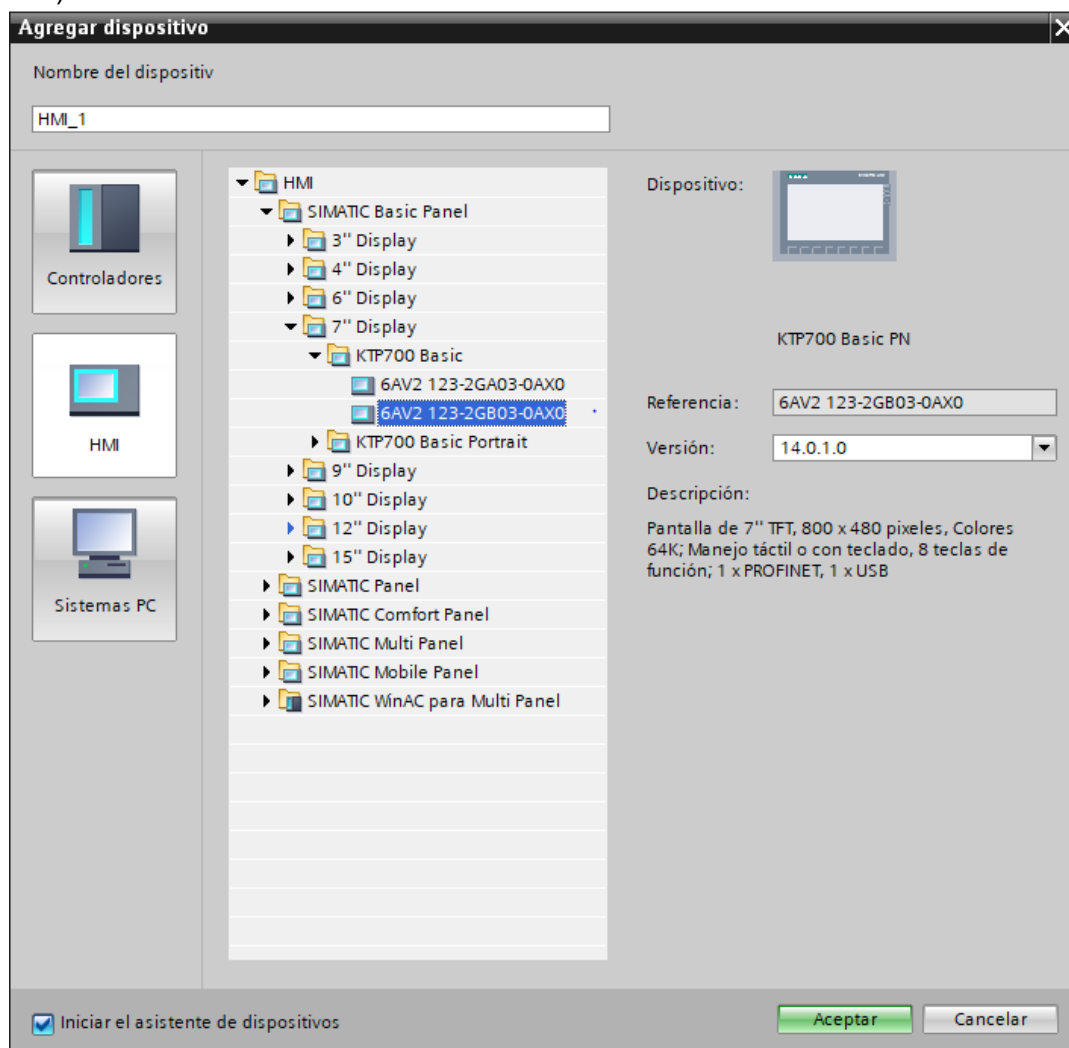 Agregar dispositivo
Nombre del dispositiv
HMI_1
Controladores
HMI
Sistemas PC
HMI
SIMATIC Basic Panel
3'' Display
4'' Display
6'' Display
7'' Display
KTP700 Basic
6AV2 123-2GA03-0AX0
6AV2 123-2GB03-0AX0
KTP700 Basic Portrait
9'' Display
10'' Display
12'' Display
15'' Display
SIMATIC Panel
SIMATIC Comfort Panel
SIMATIC Multi Panel
SIMATIC Mobile Panel
SIMATIC WinAC para Multi Panel
Dispositivo:
KTP700 Basic PN
Referencia: 6AV2 123-2GB03-0AX0
Versión: 14.0.1.0
Descripción:
Pantalla de 7'' TFT, 800 x 480 pixeles, Colores
64K; Manejo táctil o con teclado, 8 teclas de
función; 1 x PROFINET, 1 x USB
Iniciar el asistente de dispositivos
Aceptar Cancelar